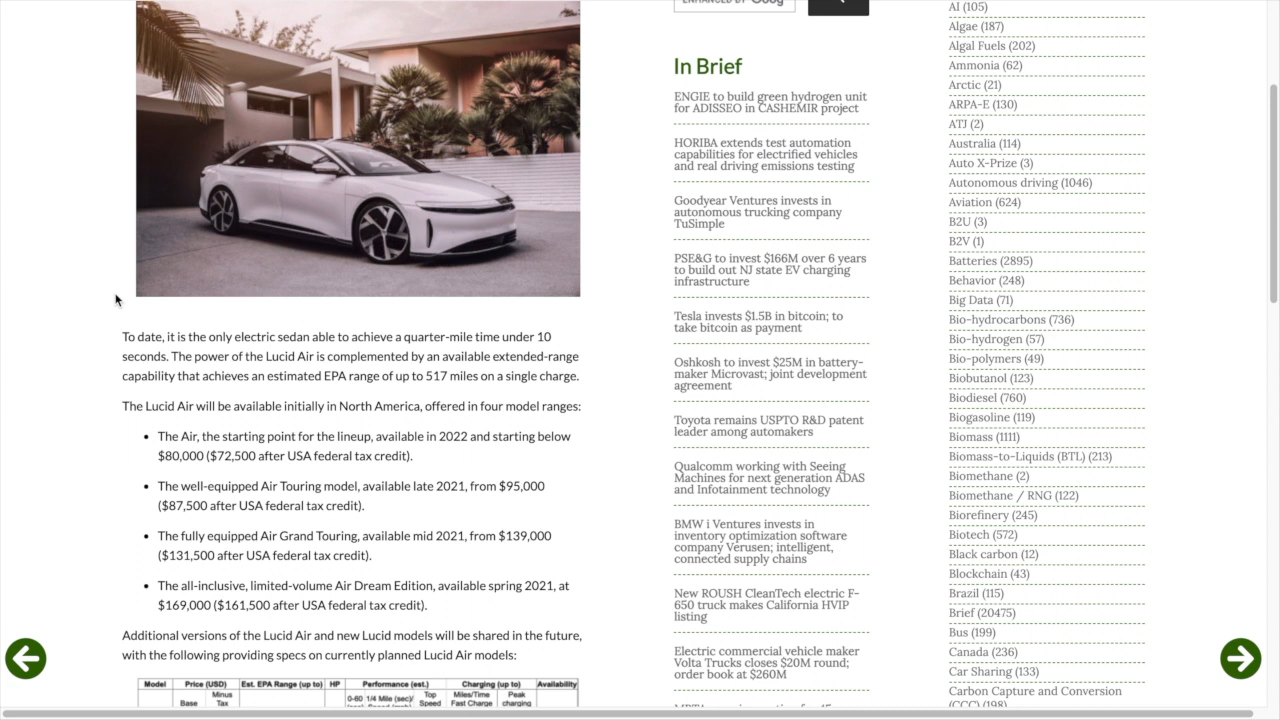 To date, it is the only electric sedan able to achieve a quarter-mile time under 10
seconds. The power of the Lucid Air is complemented by an available extended-range
capability that achieves an estimated EPA range of up to 517 miles on a single charge.
The Lucid Air will be available initially in North America, offered in four model ranges:
• The Air, the starting point for the lineup, available in 2022 and starting below
$80,000 ($72,500 after USA federal tax credit).
• The well-equipped Air Touring model, available late 2021, from $95,000
($87,500 after USA federal tax credit).
• The fully equipped Air Grand Touring, available mid 2021, from $139,000
($131,500 after USA federal tax credit).
• The all-inclusive, limited-volume Air Dream Edition, available spring 2021, at
$169,000 ($161,500 after USA federal tax credit).
Additional versions of the Lucid Air and new Lucid models will be shared in the future,
with the following providing specs on currently planned Lucid Air models:
Model Price (USD) Est. EPA Range (up to) HP Performance (est.) Charging (up to) Availability
Minus Top Miles/Time Peak
Base Tax 0-60 1/4 Mile (sec)/ Speed Fast Charge charging
ENHANCED BY Goog
In Brief
ENGIE to build green hydrogen unit
for ADISSEO in CASHEMIR project
HORIBA extends test automation
capabilities for electrified vehicles
and real driving emissions testing
Goodyear Ventures invests in
autonomous trucking company
TuSimple
PSE&G to invest $166M over 6 years
to build out NJ state EV charging
infrastructure
Tesla invests $1.5B in bitcoin; to
take bitcoin as payment
Oshkosh to invest $25M in battery-
maker Microvast; joint development
agreement
Toyota remains USPTO R&D patent
leader among automakers
Qualcomm working with Seeing
Machines for next generation ADAS
and Infotainment technology
BMW i Ventures invests in
inventory optimization software
company Verusen; intelligent,
connected supply chains
New ROUSH CleanTech electric F-
650 truck makes California HVIP
listing
Electric commercial vehicle maker
Volta Trucks closes $20M round;
order book at $260M
AI (105)
Algae (187)
Algal Fuels (202)
Ammonia (62)
Arctic (21)
ARPA-E (130)
ATJ (2)
Australia (114)
Auto X-Prize (3)
Autonomous driving (1046)
Aviation (624)
B2U (3)
B2V (1)
Batteries (2895)
Behavior (248)
Big Data (71)
Bio-hydrocarbons (736)
Bio-hydrogen (57)
Bio-polymers (49)
Biobutanol (123)
Biodiesel (760)
Biogasoline (119)
Biomass (1111)
Biomass-to-Liquids (BTL) (213)
Biomethane (2)
Biomethane / RNG (122)
Biorefinery (245)
Biotech (572)
Black carbon (12)
Blockchain (43)
Brazil (115)
Brief (20475)
Bus (199)
Canada (236)
Car Sharing (133)
Carbon Capture and Conversion
(CCC) (198)